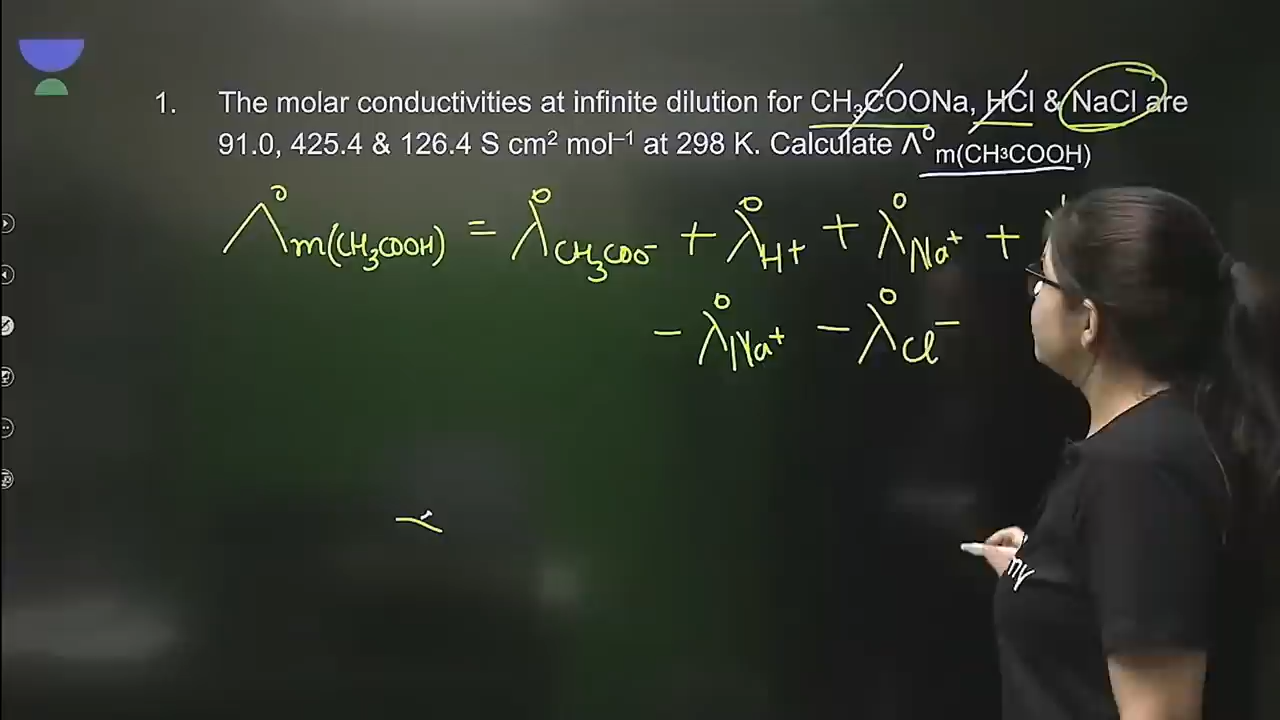 1. The molar conductivities at infinite dilution for CH₃COONa, HCl & NaCl are
91.0, 425.4 & 126.4 S cm² mol⁻¹ at 298 K. Calculate Λ° m(CH3COOH)
Λ° m(CH₃COOH) = λ° CH₃COO⁻ + λ° H+ + λ° Na⁺ +
− λ° Na⁺ − λ° Cl⁻